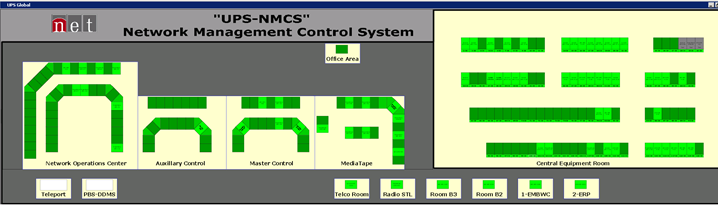 UPS Global
net
"UPS-NMCS"
Network Management Control System
Office Area
Network Operations Center
Auxillary Control
Master Control
MediaTape
Central Equipment Room
Teleport
PBS-DDMS
Telco Room
Radio STL
Room B3
Room B2
1-EMBWC
2-ERP